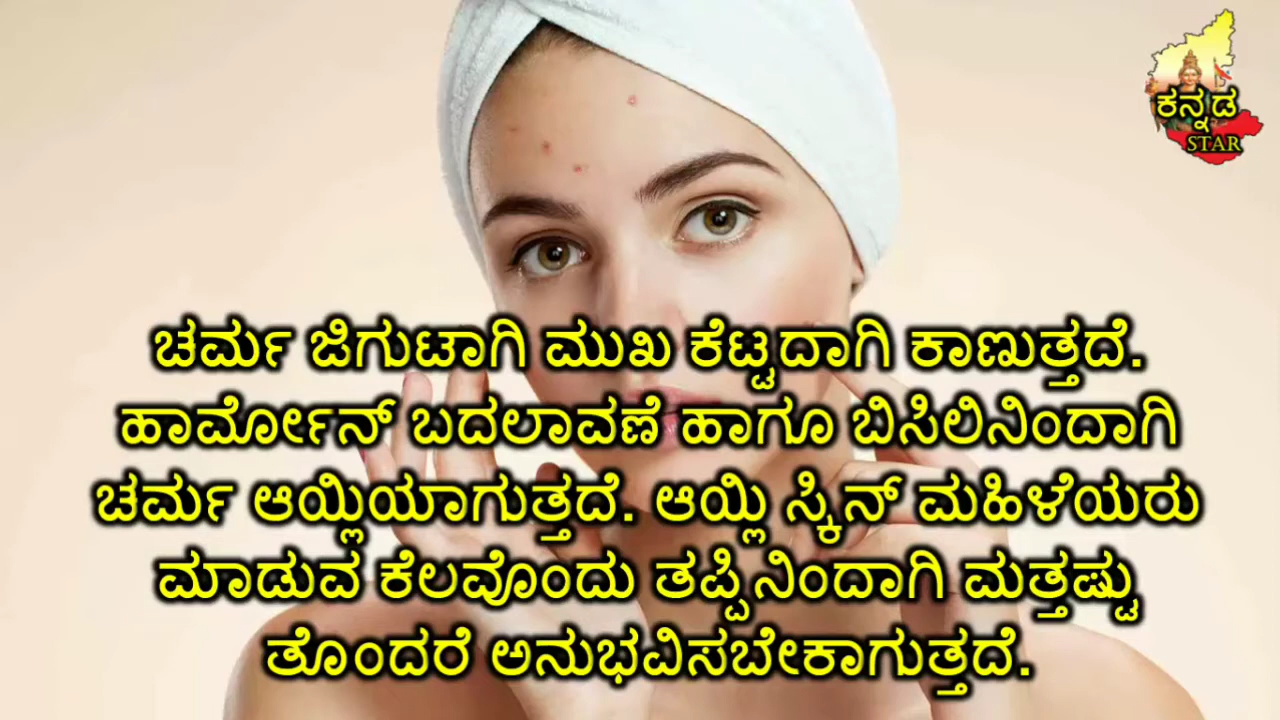 ಕನ್ನಡ
STAR
ಚರ್ಮ ಜಿಗುಟಾಗಿ ಮುಖ ಕೆಟ್ಟದಾಗಿ ಕಾಣುತ್ತದೆ.
ಹಾರ್ಮೋನ್ ಬದಲಾವಣೆ ಹಾಗೂ ಬಿಸಿಲಿನಿಂದಾಗಿ
ಚರ್ಮ ಆಯ್ಲಿಯಾಗುತ್ತದೆ. ಆಯ್ಲಿ ಸ್ಕಿನ್ ಮಹಿಳೆಯರು
ಮಾಡುವ ಕೆಲವೊಂದು ತಪ್ಪಿನಿಂದಾಗಿ ಮತ್ತಷ್ಟು
ತೊಂದರೆ ಅನುಭವಿಸಬೇಕಾಗುತ್ತದೆ.